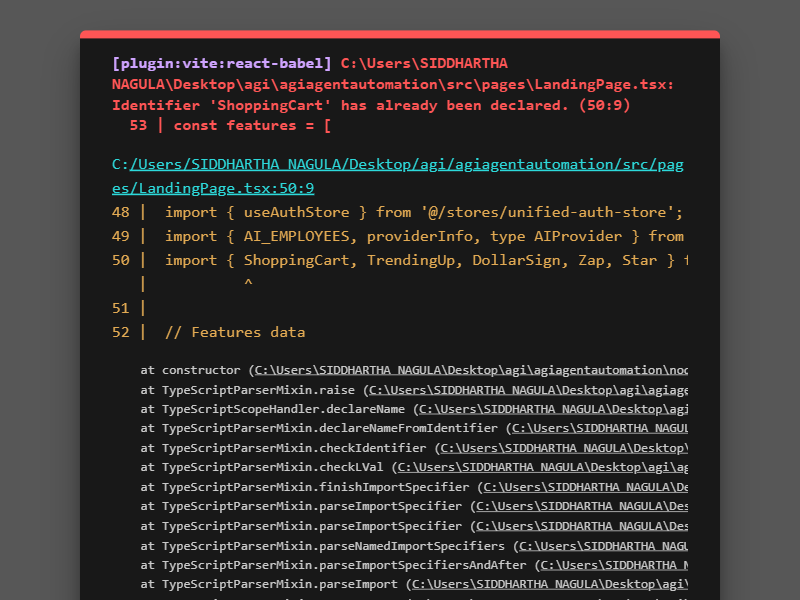 [plugin:vite:react-babel] C:\Users\SIDDHARTHA
NAGULA\Desktop\agi\agiagentautomation\src\pages\LandingPage.tsx:
Identifier 'ShoppingCart' has already been declared. (50:9)
53 | const features = [
C:/Users/SIDDHARTHA NAGULA/Desktop/agi/agiagentautomation/src/pag
es/LandingPage.tsx:50:9
48 | import { useAuthStore } from '@/stores/unified-auth-store';
49 | import { AI_EMPLOYEES, providerInfo, type AIProvider } from
50 | import { ShoppingCart, TrendingUp, DollarSign, Zap, Star } f
| ^
51 |
52 | // Features data
at constructor (C:\Users\SIDDHARTHA NAGULA\Desktop\agi\agiagentautomation\nod
at TypeScriptParserMixin.raise (C:\Users\SIDDHARTHA NAGULA\Desktop\agi\agiage
at TypeScriptScopeHandler.declareName (C:\Users\SIDDHARTHA NAGULA\Desktop\agi
at TypeScriptParserMixin.declareNameFromIdentifier (C:\Users\SIDDHARTHA NAGUL
at TypeScriptParserMixin.checkIdentifier (C:\Users\SIDDHARTHA NAGULA\Desktop\
at TypeScriptParserMixin.checkLVal (C:\Users\SIDDHARTHA NAGULA\Desktop\agi\ag
at TypeScriptParserMixin.finishImportSpecifier (C:\Users\SIDDHARTHA NAGULA\De
at TypeScriptParserMixin.parseImportSpecifier (C:\Users\SIDDHARTHA NAGULA\Des
at TypeScriptParserMixin.parseImportSpecifier (C:\Users\SIDDHARTHA NAGULA\Des
at TypeScriptParserMixin.parseNamedImportSpecifiers (C:\Users\SIDDHARTHA NAGU
at TypeScriptParserMixin.parseImportSpecifiersAndAfter (C:\Users\SIDDHARTHA N
at TypeScriptParserMixin.parseImport (C:\Users\SIDDHARTHA NAGULA\Desktop\agi\